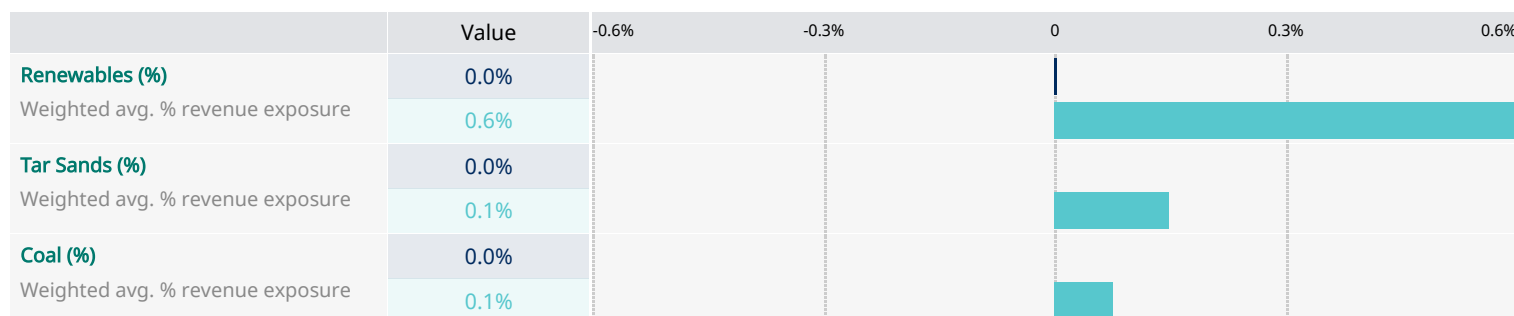 Value -0.6% -0.3% 0 0.3% 0.6%
Renewables (%) 0.0%
Weighted avg. % revenue exposure 0.6%
Tar Sands (%) 0.0%
Weighted avg. % revenue exposure 0.1%
Coal (%) 0.0%
Weighted avg. % revenue exposure 0.1%